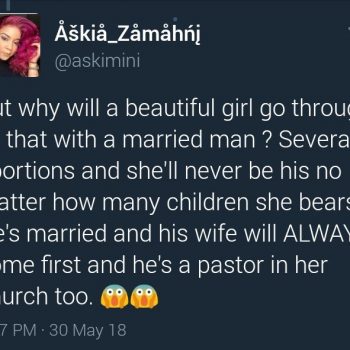 Åškiå_Zåmåhńį
@askimini
ut why will a beautiful girl go throug
that with a married man ? Severa
portions and she'll never be his no
atter how many children she bears
e's married and his wife will ALWAY
ome first and he's a pastor in her
hurch too. 😱😱
7 PM · 30 May 18